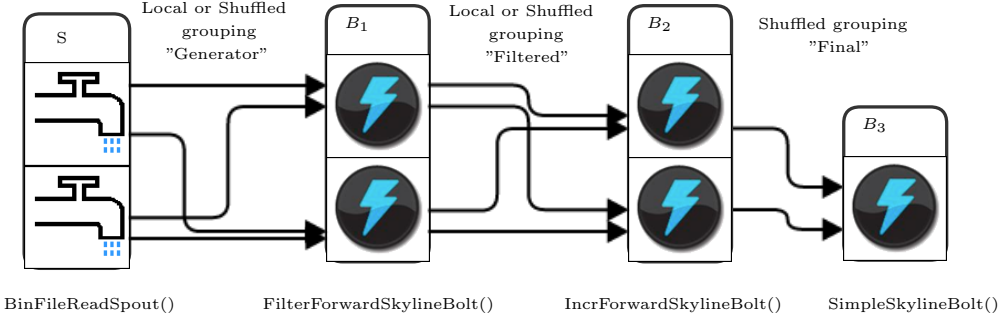 S
Local or Shuffled
grouping
"Generator"
B1
Local or Shuffled
grouping
"Filtered"
B2
Shuffled grouping
"Final"
B3
BinFileReadSpout()
FilterForwardSkylineBolt()
IncrForwardSkylineBolt()
SimpleSkylineBolt()